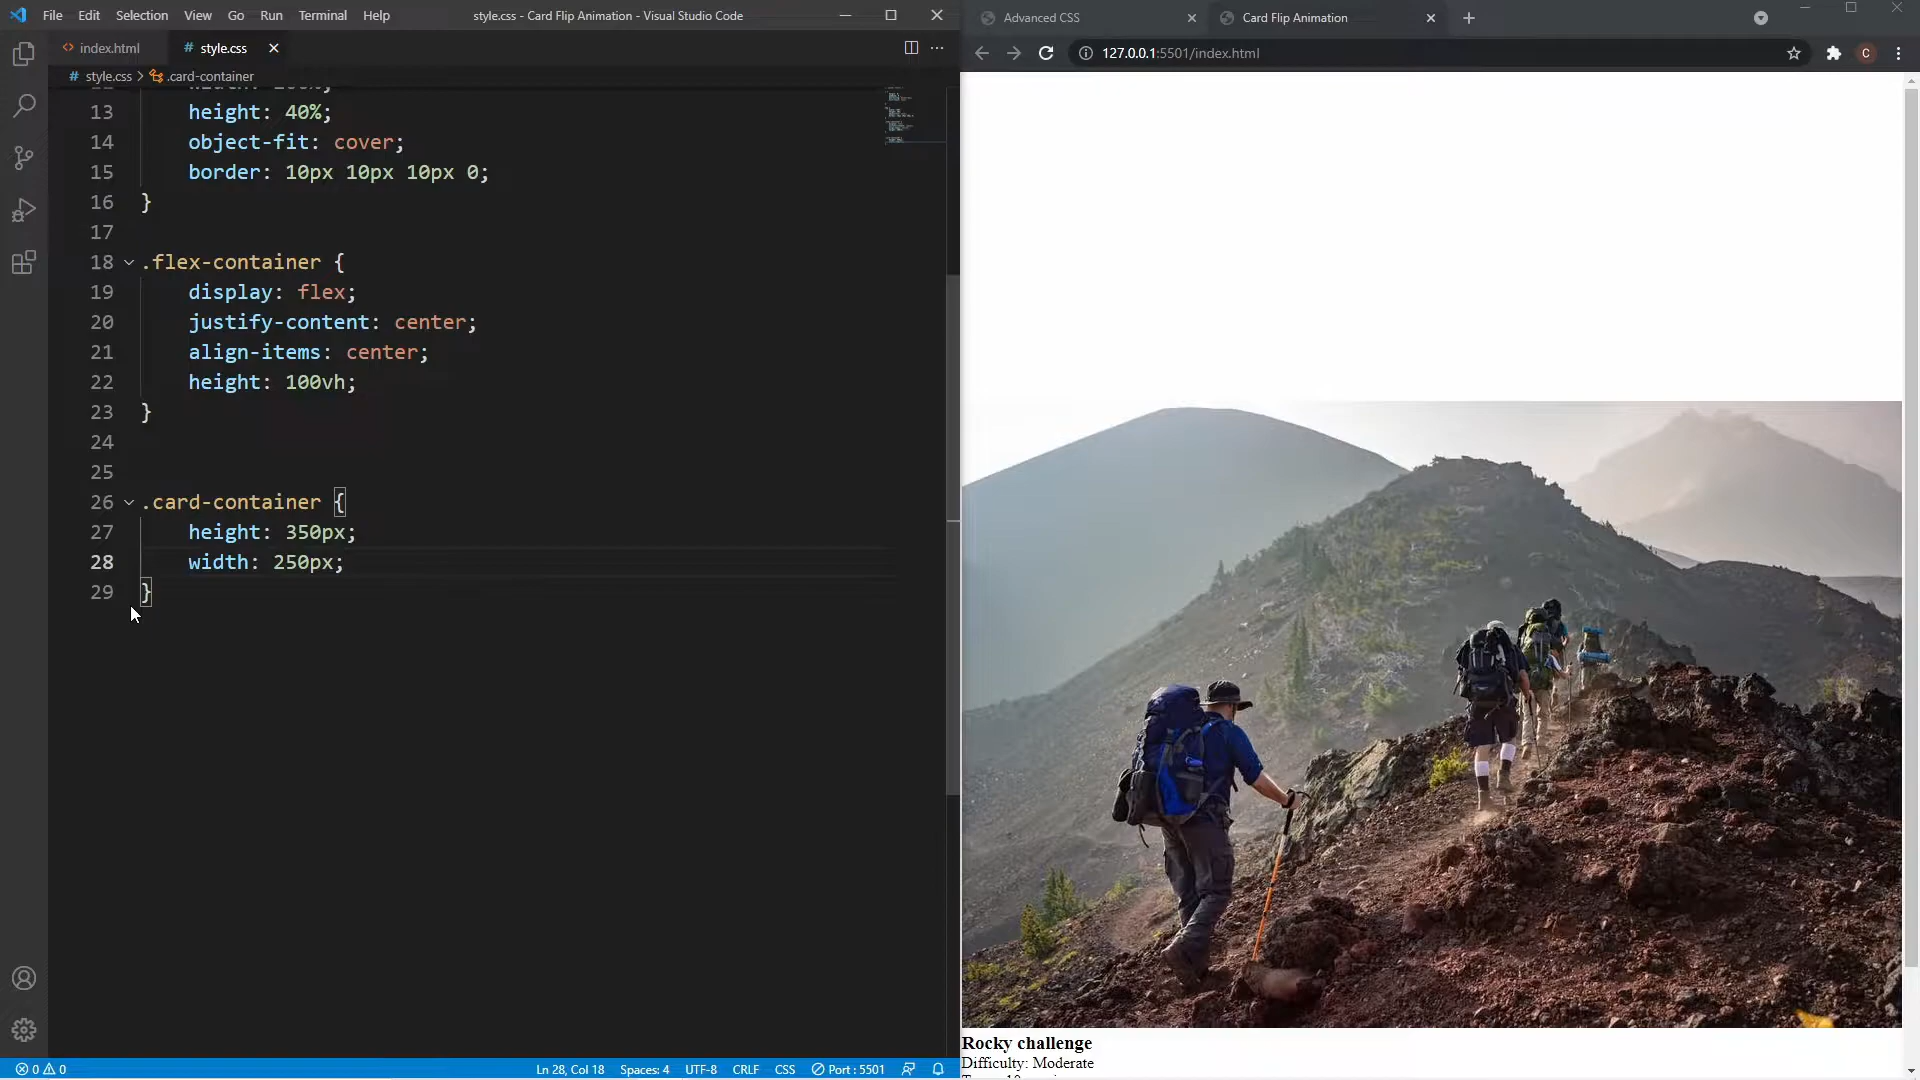 File Edit Selection View Go Run Terminal Help
style.css - Card Flip Animation - Visual Studio Code
index.html
# style.css
# style.css > .card-container
13 height: 40%;
14 object-fit: cover;
15 border: 10px 10px 10px 0;
16 }
17
18 .flex-container {
19 display: flex;
20 justify-content: center;
21 align-items: center;
22 height: 100vh;
23 }
24
25
26 .card-container {
27 height: 350px;
28 width: 250px;
29 }
0 0
Ln 28, Col 18 Spaces: 4 UTF-8 CRLF CSS Port : 5501
Advanced CSS
Card Flip Animation
127.0.0.1:5501/index.html
C
Rocky challenge
Difficulty: Moderate